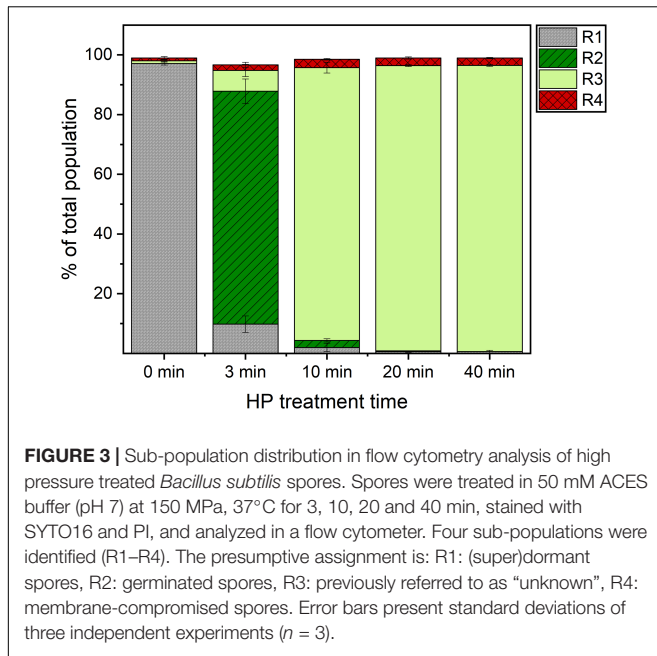 100
80
60
40
20
% of total population
0 min 3 min 10 min 20 min 40 min
HP treatment time
R1
R2
R3
R4
FIGURE 3 | Sub-population distribution in flow cytometry analysis of high
pressure treated Bacillus subtilis spores. Spores were treated in 50 mM ACES
buffer (pH 7) at 150 MPa, 37°C for 3, 10, 20 and 40 min, stained with
SYTO16 and PI, and analyzed in a flow cytometer. Four sub-populations were
identified (R1–R4). The presumptive assignment is: R1: (super)dormant
spores, R2: germinated spores, R3: previously referred to as “unknown”, R4:
membrane-compromised spores. Error bars present standard deviations of
three independent experiments (n = 3).